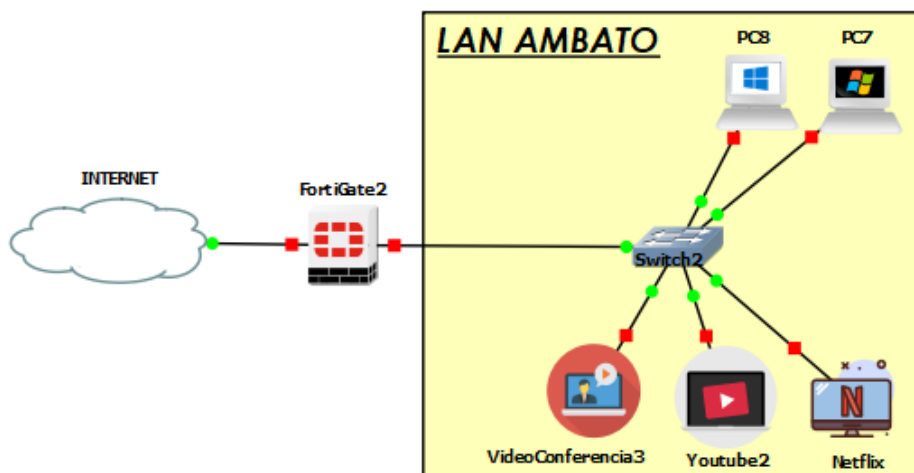 LAN AMBATO
PC8
PC7
INTERNET
FortiGate2
Switch2
N
VideoConferencia3
Youtube2
Netflix